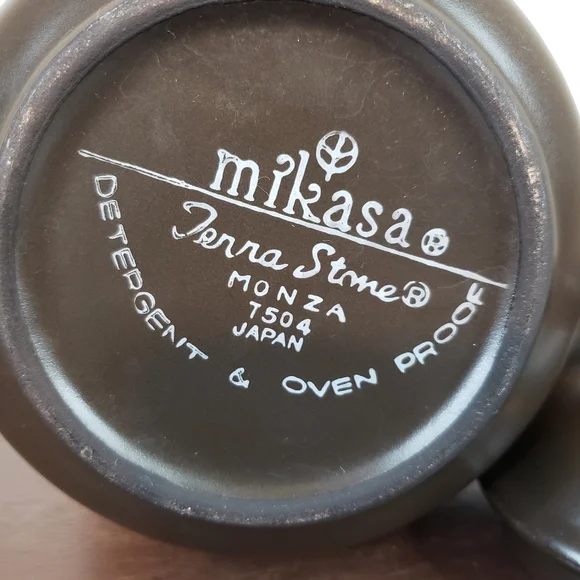 mikasa®
Terra Stone®
MONZA
T504
JAPAN
DETERGENT & OVEN PROOF